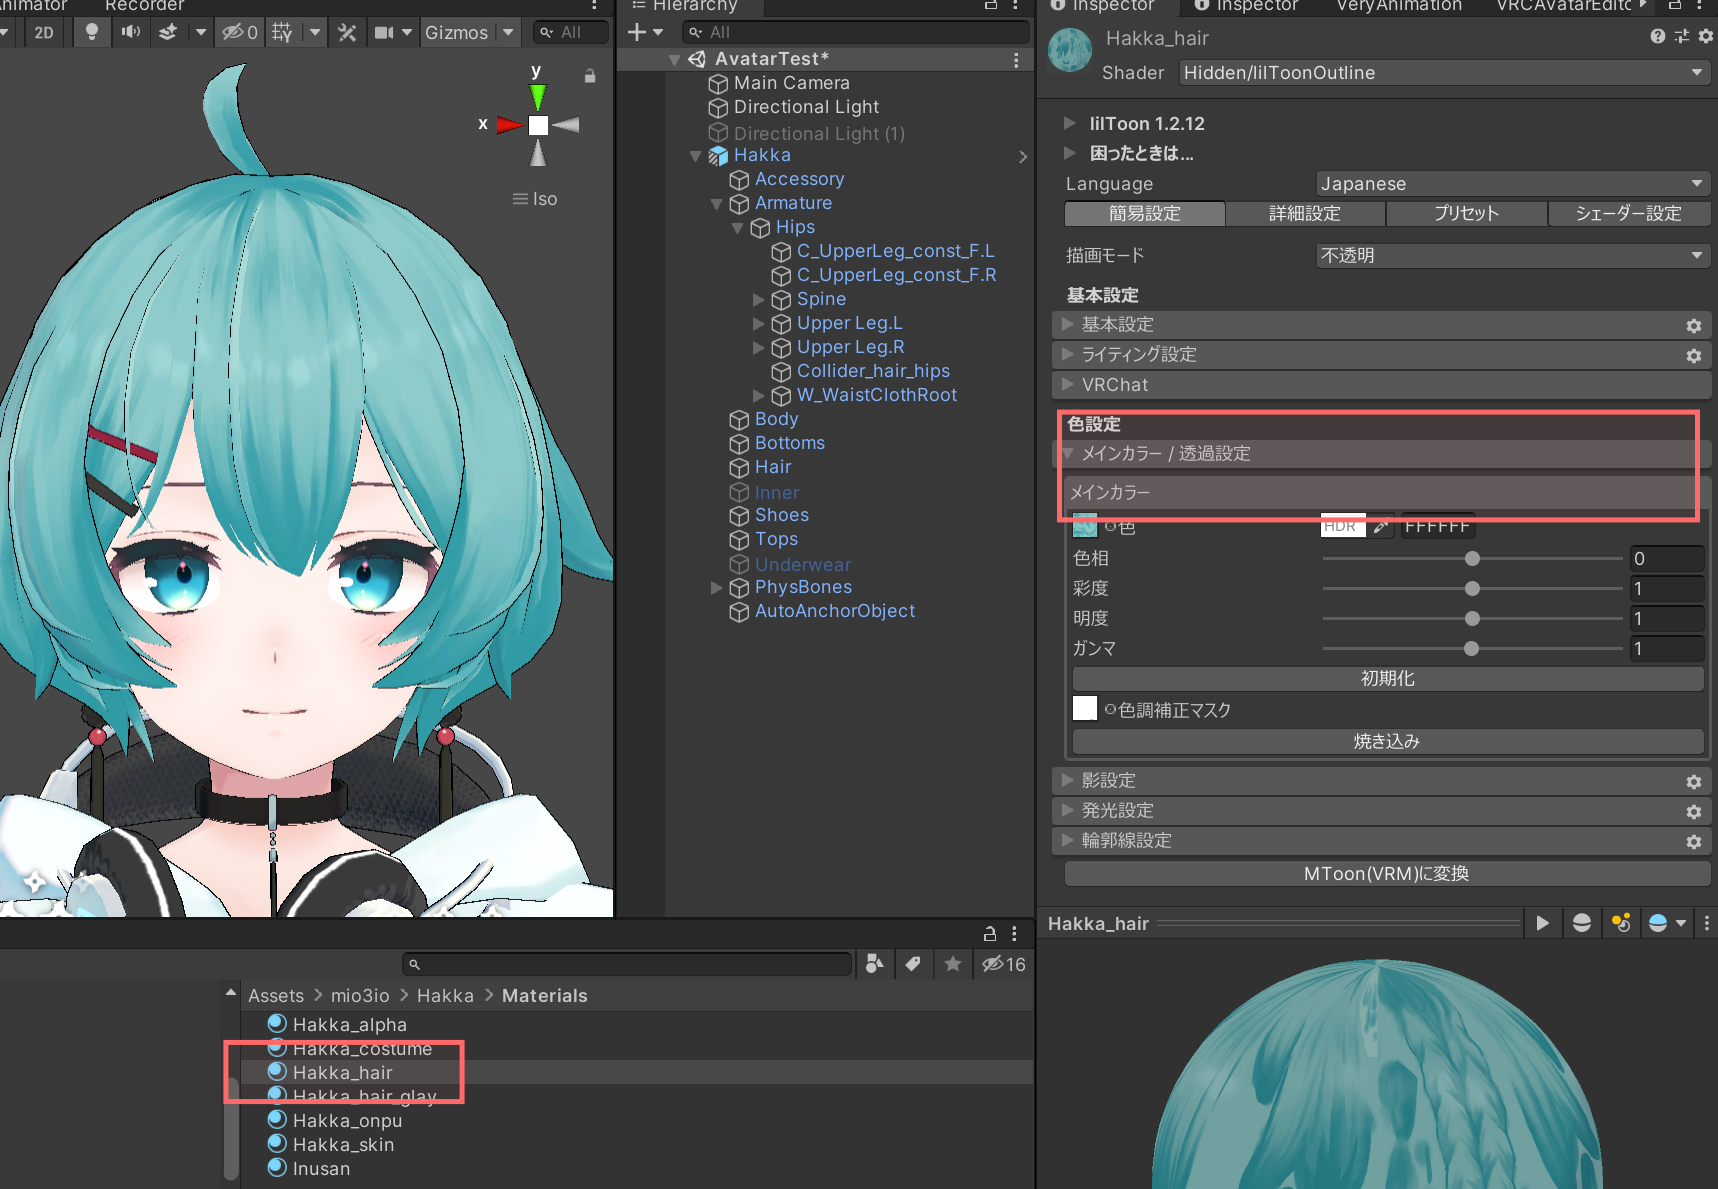 Animator
Recorder
2D
0
Gizmos
All
y
x
Iso
Hierarchy
All
AvatarTest*
Main Camera
Directional Light
Directional Light (1)
Hakka
Accessory
Armature
Hips
C_UpperLeg_const_F.L
C_UpperLeg_const_F.R
Spine
Upper Leg.L
Upper Leg.R
Collider_hair_hips
W_WaistClothRoot
Body
Bottoms
Hair
Inner
Shoes
Tops
Underwear
PhysBones
AutoAnchorObject
16
Assets > mio3io > Hakka > Materials
Hakka_alpha
Hakka_costume
Hakka_hair
Hakka_hair_glay
Hakka_onpu
Hakka_skin
Inusan
Inspector
Inspector
VeryAnimation
VRCAvatarEdito
Hakka_hair
Shader Hidden/lilToonOutline
lilToon 1.2.12
困ったときは...
Language Japanese
簡易設定 詳細設定 プリセット シェーダー設定
描画モード 不透明
基本設定
基本設定
ライティング設定
VRChat
色設定
メインカラー / 透過設定
メインカラー
色 HDR FFFFFF
色相 0
彩度 1
明度 1
ガンマ 1
初期化
色調補正マスク
焼き込み
影設定
発光設定
輪郭線設定
MToon(VRM)に変換
Hakka_hair